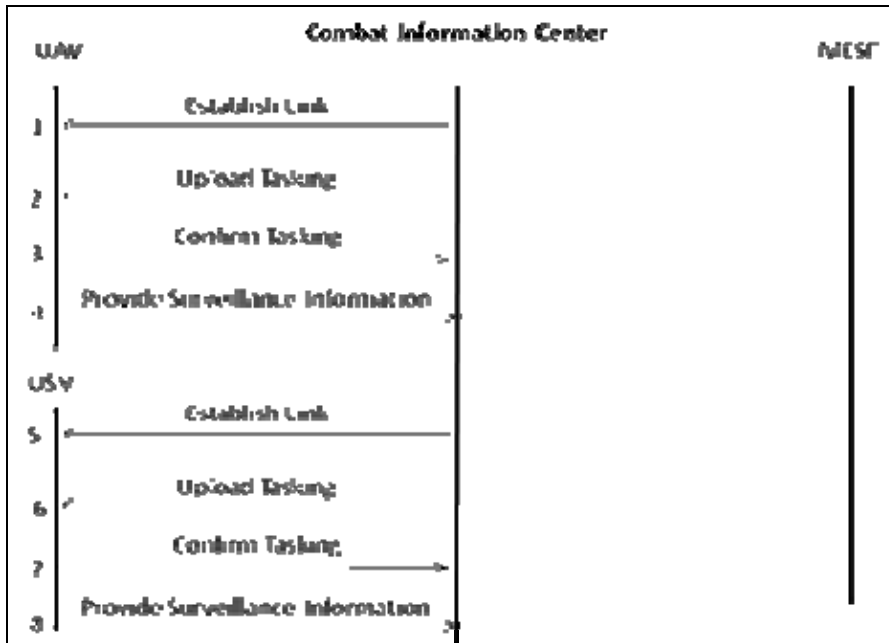 Combat Information Center
UAV
Establish Link
1
Upload Tasking
2
Confirm Tasking
3
Provide Surveillance Information
4
USV
Establish Link
5
Upload Tasking
6
Confirm Tasking
7
Provide Surveillance Information
8